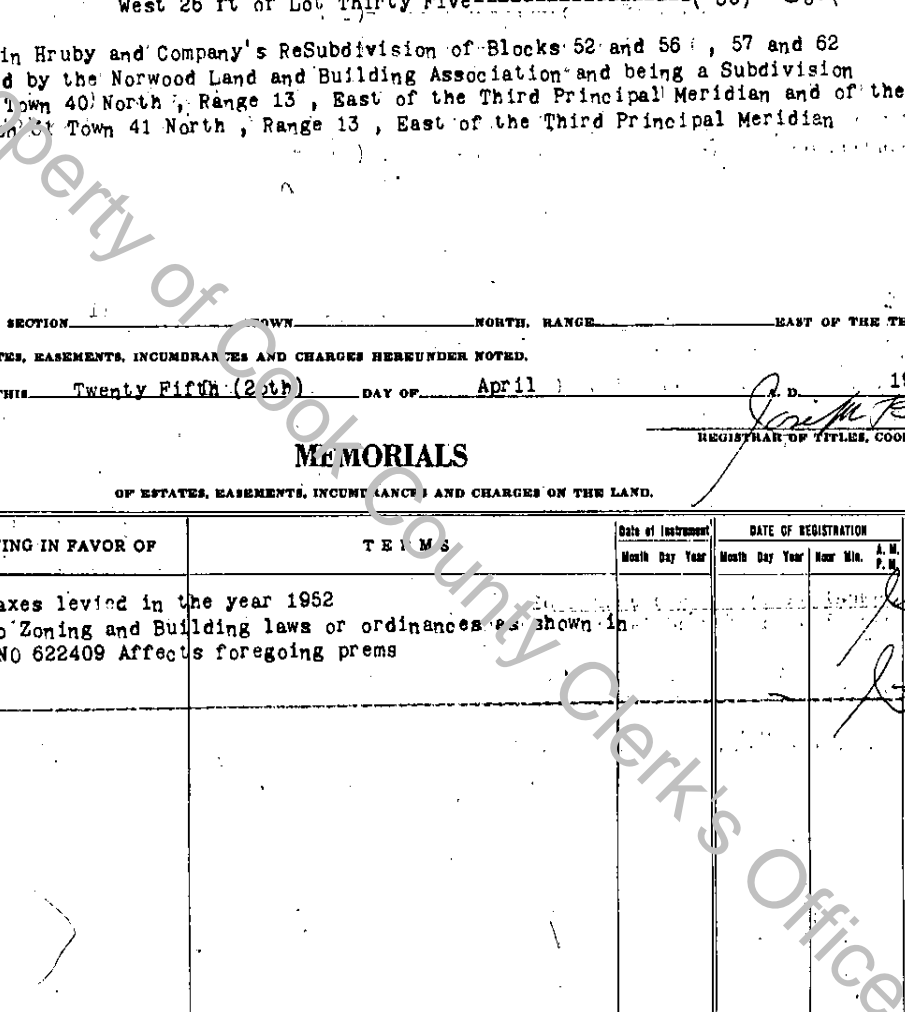 West 26 ft of Lot Thirty Five
in Hruby and Company's ReSubdivision of Blocks 52 and 56 , 57 and 62
d by the Norwood Land and Building Association and being a Subdivision
Town 40 North , Range 13 , East of the Third Principal Meridian and of the
Town 41 North , Range 13 , East of the Third Principal Meridian
SECTION TOWN NORTH, RANGE EAST OF THE
TES, EASEMENTS, INCUMBRANCES AND CHARGES HEREUNDER NOTED.
THIS Twenty Fifth (25th) DAY OF April A. D. 19
REGISTRAR OF TITLES, COO
MEMORIALS
OF ESTATES, EASEMENTS, INCUMBRANCES AND CHARGES ON THE LAND.
ING IN FAVOR OF TERMS Date of Instrument DATE OF REGISTRATION
Month Day Year Month Day Year Hour Min. A. M. P. M.
axes levied in the year 1952
o Zoning and Building laws or ordinances as shown in
NO 622409 Affects foregoing prems
Property of Cook County Clerk's Office